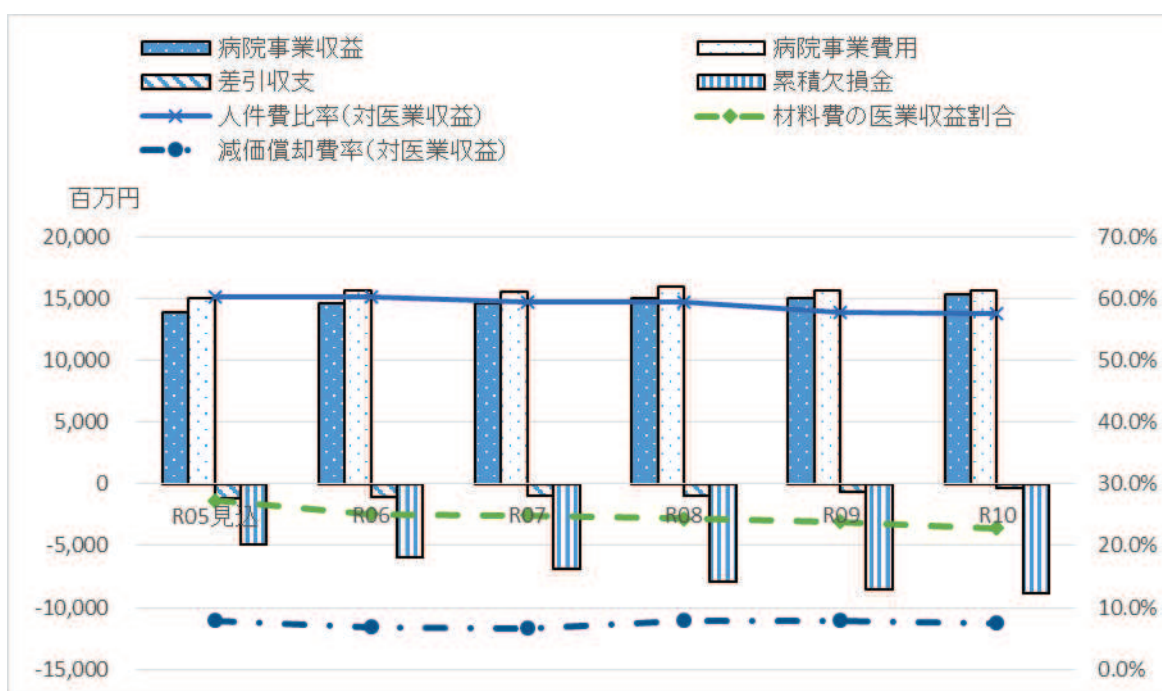 病院事業収益 病院事業費用
差引収支 累積欠損金
人件費比率(対医業収益) 材料費の医業収益割合
減価償却費率(対医業収益)
百万円
20,000 70.0%
15,000 60.0%
10,000 50.0%
5,000 40.0%
0 30.0%
R05見込 R06 R07 R08 R09 R10
-5,000 20.0%
-10,000 10.0%
-15,000 0.0%